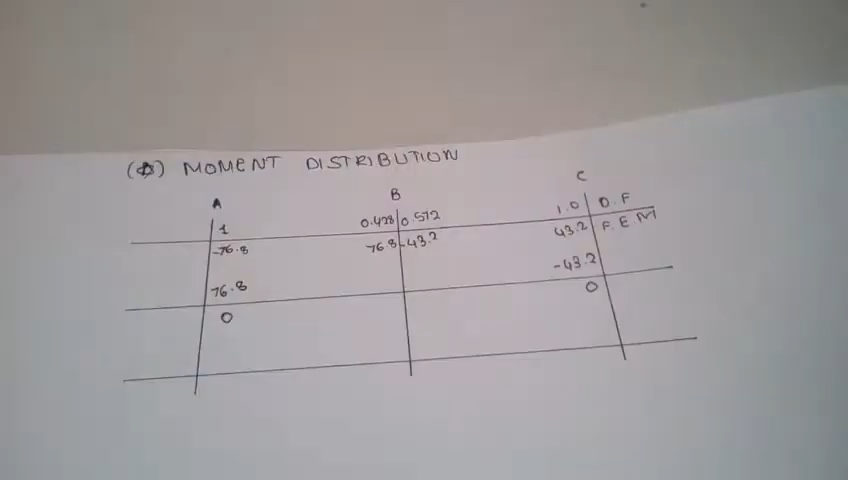 (A) MOMENT DISTRIBUTION
A B C
1 0.428 0.572 1.0 D.F
-76.8 76.8 -43.2 43.2 F.E.M
76.8 -43.2
0 0